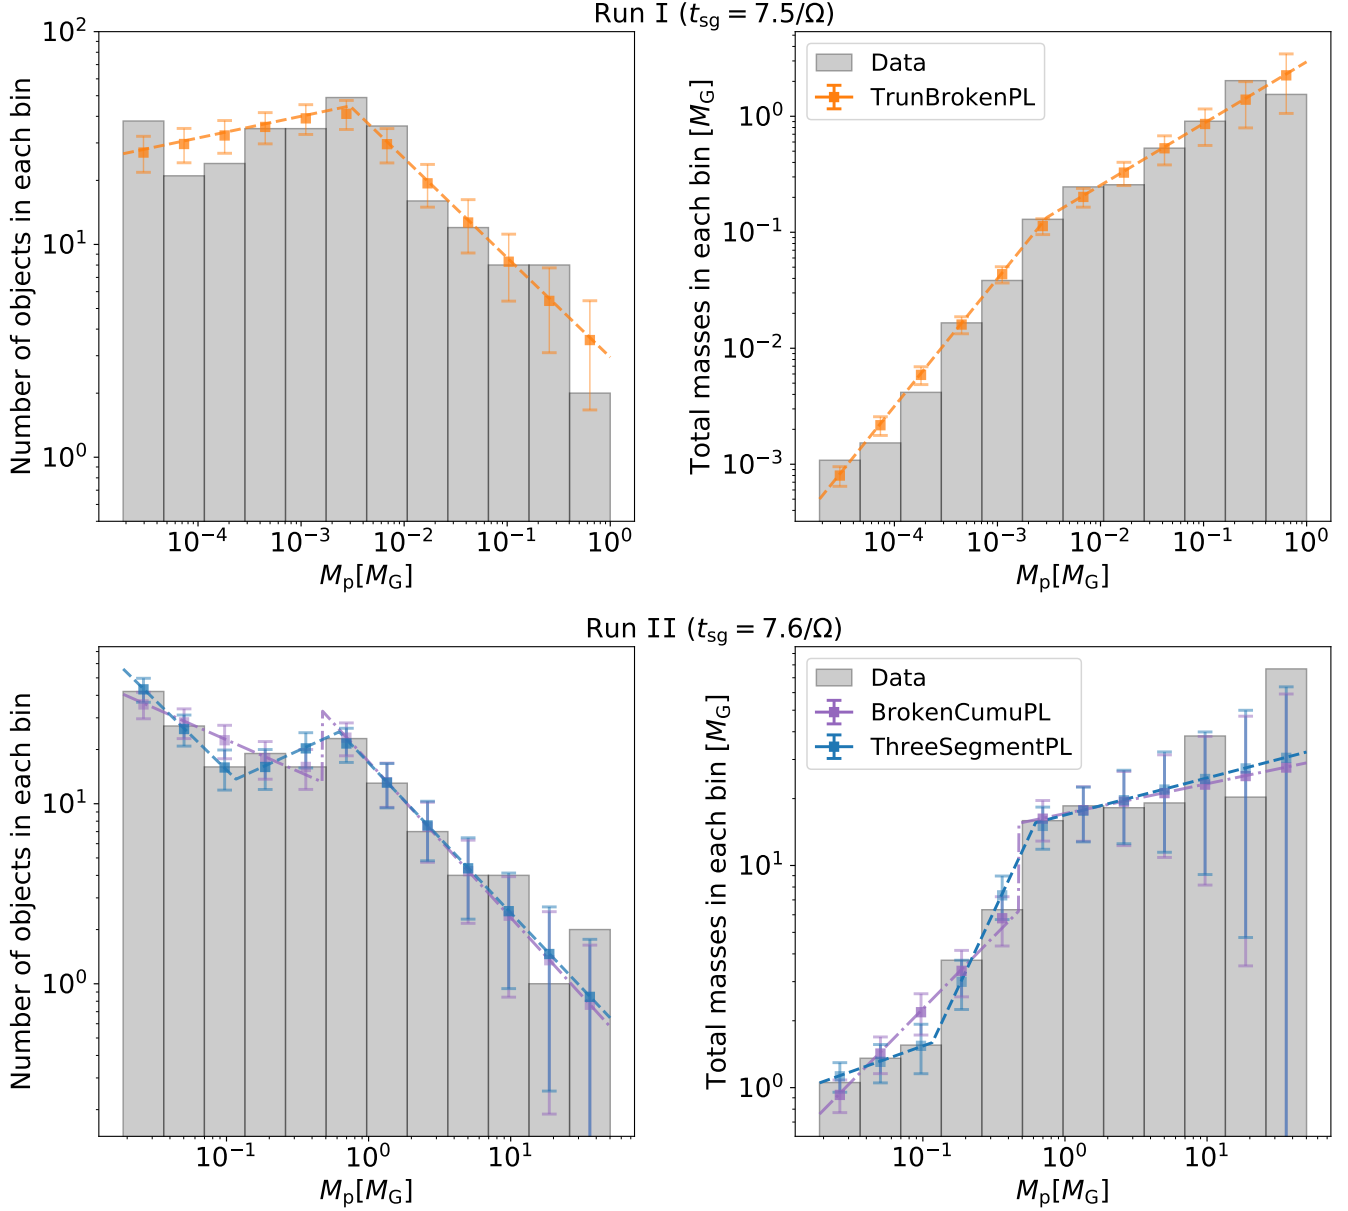 Run I (t_sg = 7.5/Ω)
Number of objects in each bin
10^2
10^1
10^0
10^-4
10^-3
10^-2
10^-1
10^0
M_p[M_G]
Total masses in each bin [M_G]
10^0
10^-1
10^-2
10^-3
Data
TrunBrokenPL
10^-4
10^-3
10^-2
10^-1
10^0
M_p[M_G]
Run II (t_sg = 7.6/Ω)
Number of objects in each bin
10^1
10^0
10^-1
10^0
10^1
M_p[M_G]
Total masses in each bin [M_G]
10^1
10^0
Data
BrokenCumuPL
ThreeSegmentPL
10^-1
10^0
10^1
M_p[M_G]